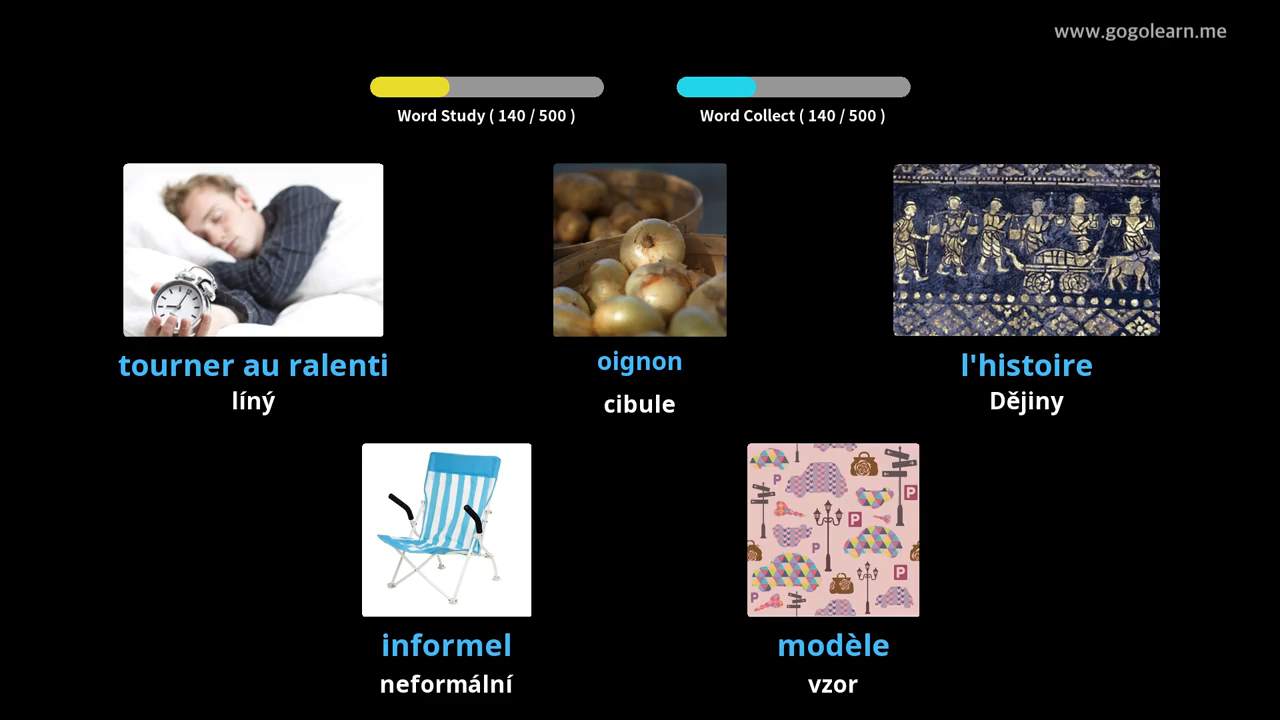 www.gogolearn.me
Word Study ( 140 / 500 )
Word Collect ( 140 / 500 )
tourner au ralenti
líný
oignon
cibule
l'histoire
Dějiny
informel
neformální
modèle
vzor
P
P
P
P
P
P